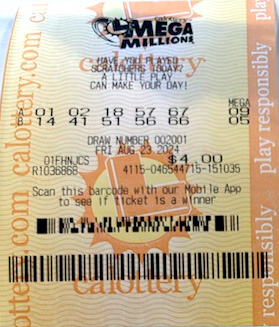 calottery
MEGA
MILLIONS
HAVE YOU PLAYED
SCRATCHERS TODAY?
A LITTLE PLAY
CAN MAKE YOUR DAY!
MEGA
A 01 02 18 57 67 09
B 14 41 51 56 66 05
DRAW NUMBER 002001
FRI AUG 23 2024
01FHNJCS $4.00
R1036868 4115-046544715-151035
Scan this barcode with our Mobile App
to see if ticket is a winner
calottery
calottery.com
play responsibly